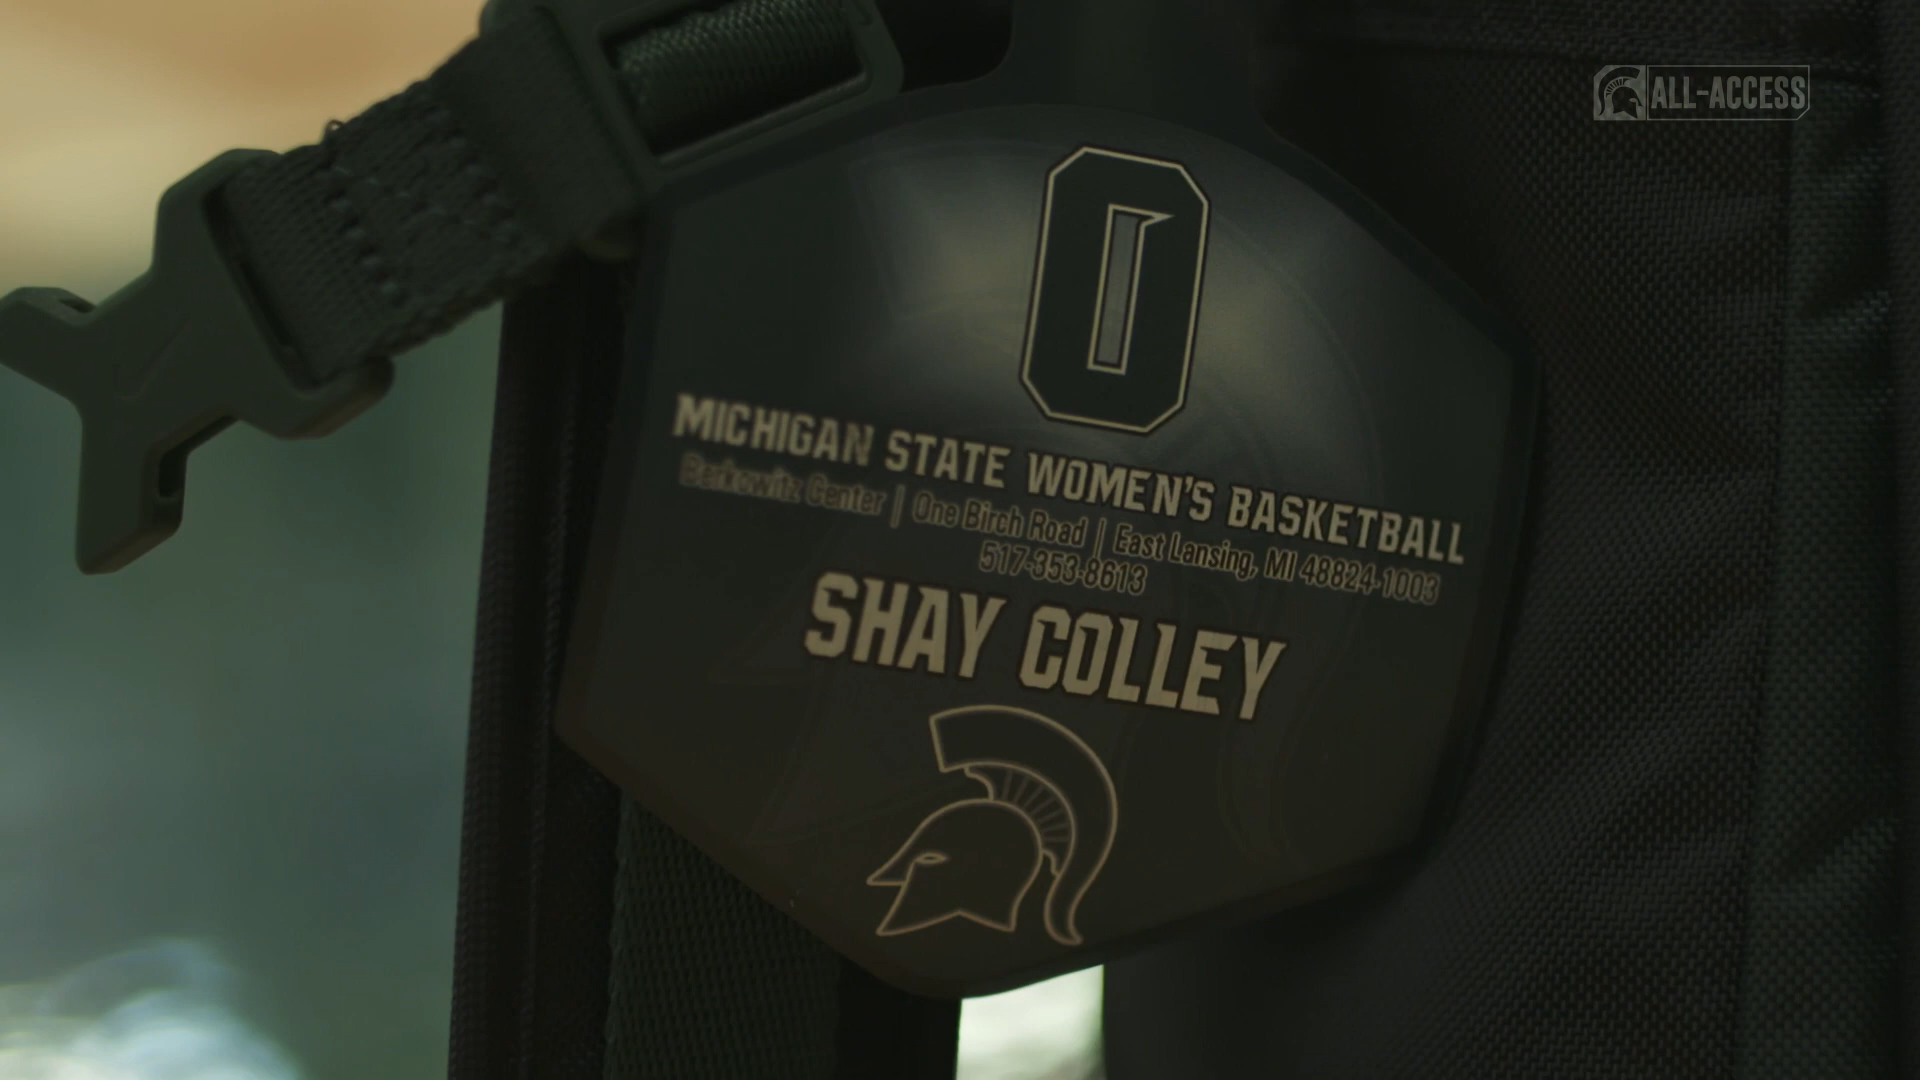 ALL-ACCESS
0
MICHIGAN STATE WOMEN'S BASKETBALL
Berkowitz Center | One Birch Road | East Lansing, MI 48824-1003
517-353-8613
SHAY COLLEY